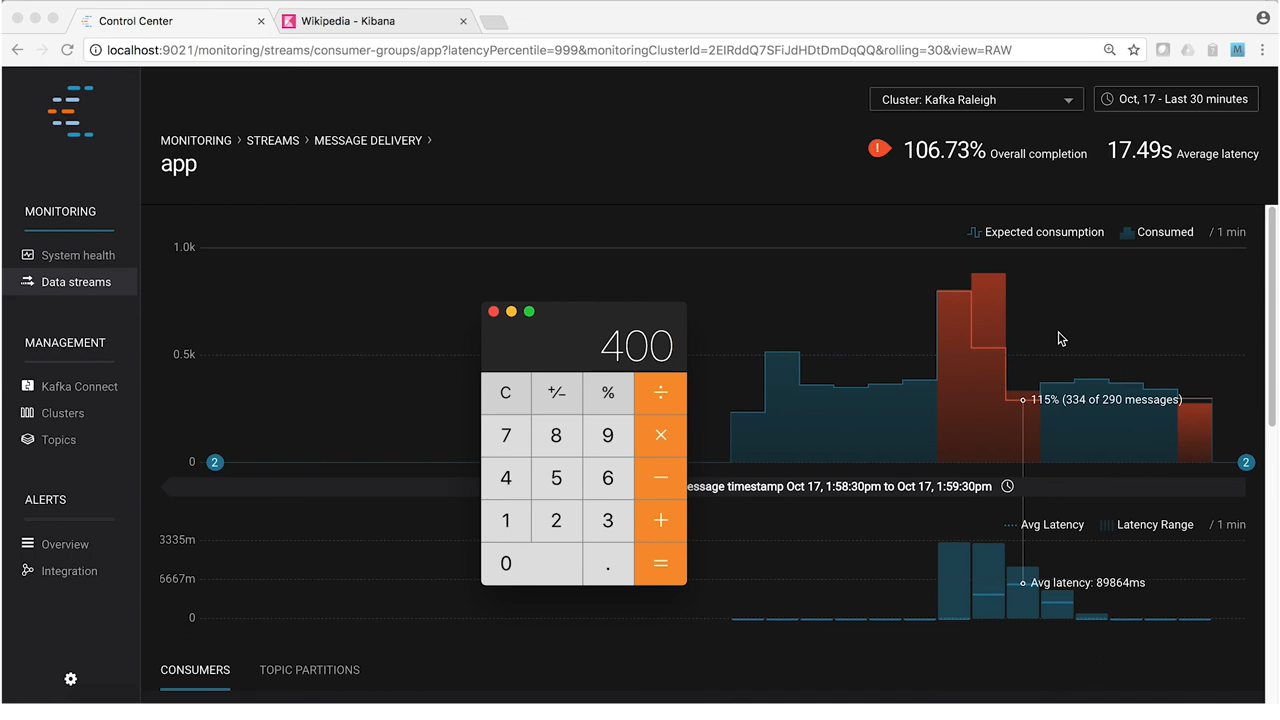 Control Center
Wikipedia - Kibana
localhost:9021/monitoring/streams/consumer-groups/app?latencyPercentile=999&monitoringClusterId=2EIRddQ7SFiJdHDtDmDqQQ&rolling=30&view=RAW
M
Cluster: Kafka Raleigh
Oct, 17 - Last 30 minutes
MONITORING › STREAMS › MESSAGE DELIVERY ›
app
! 106.73% Overall completion 17.49s Average latency
MONITORING
System health
Data streams
MANAGEMENT
Kafka Connect
Clusters
Topics
ALERTS
Overview
Integration
Expected consumption Consumed / 1 min
1.0k
0.5k
0
2
2
115% (334 of 290 messages)
400
C +/− % ÷
7 8 9 ×
4 5 6 −
1 2 3 +
0 . =
essage timestamp Oct 17, 1:58:30pm to Oct 17, 1:59:30pm
Avg Latency Latency Range / 1 min
3335m
6667m
0
Avg latency: 89864ms
CONSUMERS TOPIC PARTITIONS